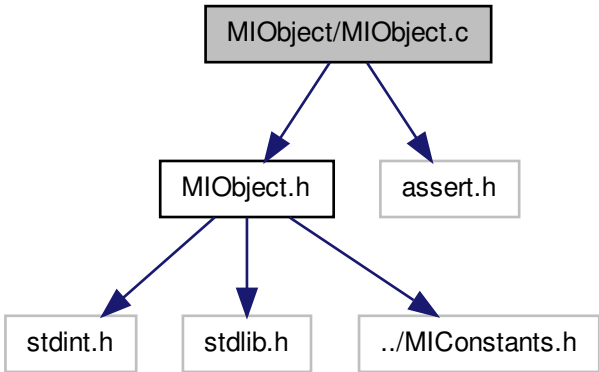 MIObject/MIObject.c
MIObject.h
assert.h
stdint.h
stdlib.h
../MIConstants.h